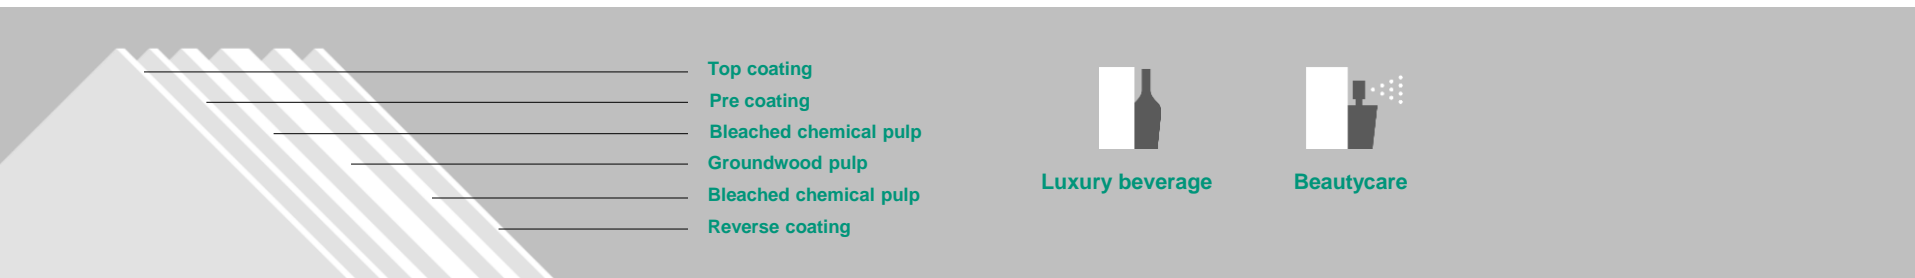 Top coating
Pre coating
Bleached chemical pulp
Groundwood pulp
Bleached chemical pulp
Reverse coating
Luxury beverage
Beautycare